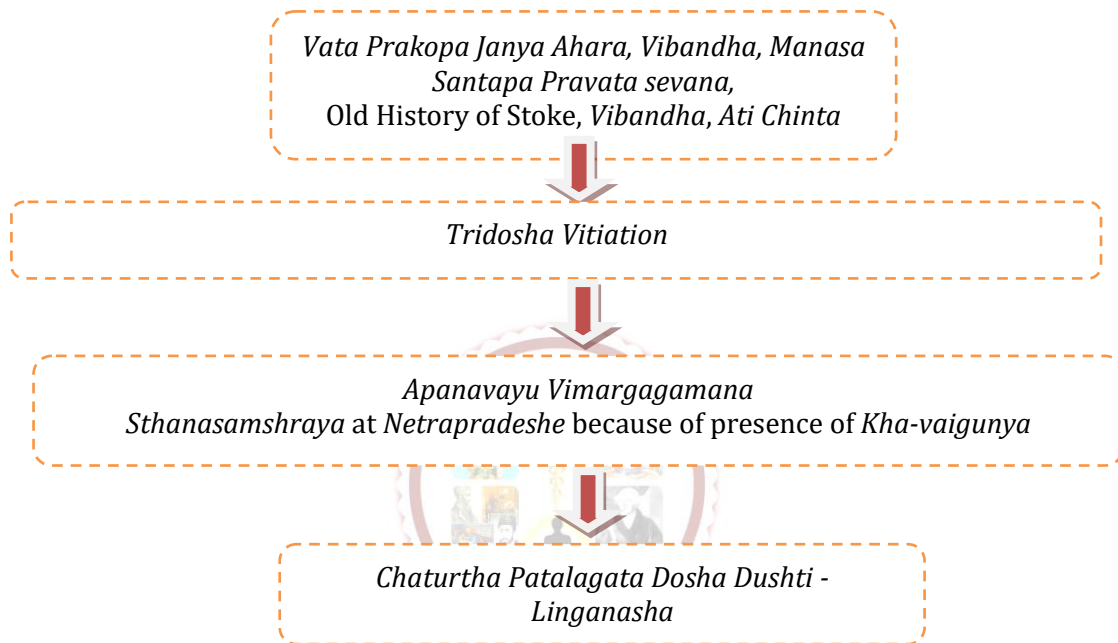 Vata Prakopa Janya Ahara, Vibandha, Manasa
Santapa Pravata sevana,
Old History of Stoke, Vibandha, Ati Chinta
Tridosha Vitiation
Apanavayu Vimargagamana
Sthanasamshraya at Netrapradeshe because of presence of Kha-vaigunya
Chaturtha Patalagata Dosha Dushti -
Linganasha